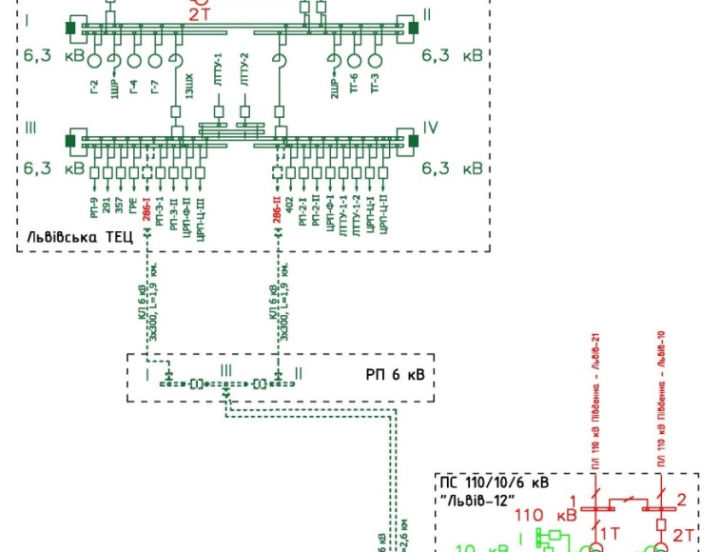 2Т
I
II
6,3 кВ
6,3 кВ
Г-2
1ШР
Г-4
Г-7
13ШХ
ЛТТУ-1
ЛТТУ-2
2ШР
ТГ-6
ТГ-3
III
IV
6,3 кВ
6,3 кВ
РП-9
291
357
ГРЕ
286-I
РП-3-1
РП-3-II
ЦРП-Ф-II
ЦРП-Ц-III
286-II
402
РП-2-I
РП-2-II
ЦРП-Ф-I
ЛТТУ-1-1
ЛТТУ-1-2
ЦРП-Ц-I
ЦРП-Ц-II
Львівська ТЕЦ
КЛ 6 кВ
3х300, L=1,9 км.
КЛ 6 кВ
3х300, L=1,9 км.
I
III
II
РП 6 кВ
ПЛ 110 кВ Південна - Львів-21
ПЛ 110 кВ Південна - Львів-10
ПС 110/10/6 кВ
"Львів-12"
1
2
110 кВ
1Т
2Т
I
10 кВ
6 кВ
=2,6 км